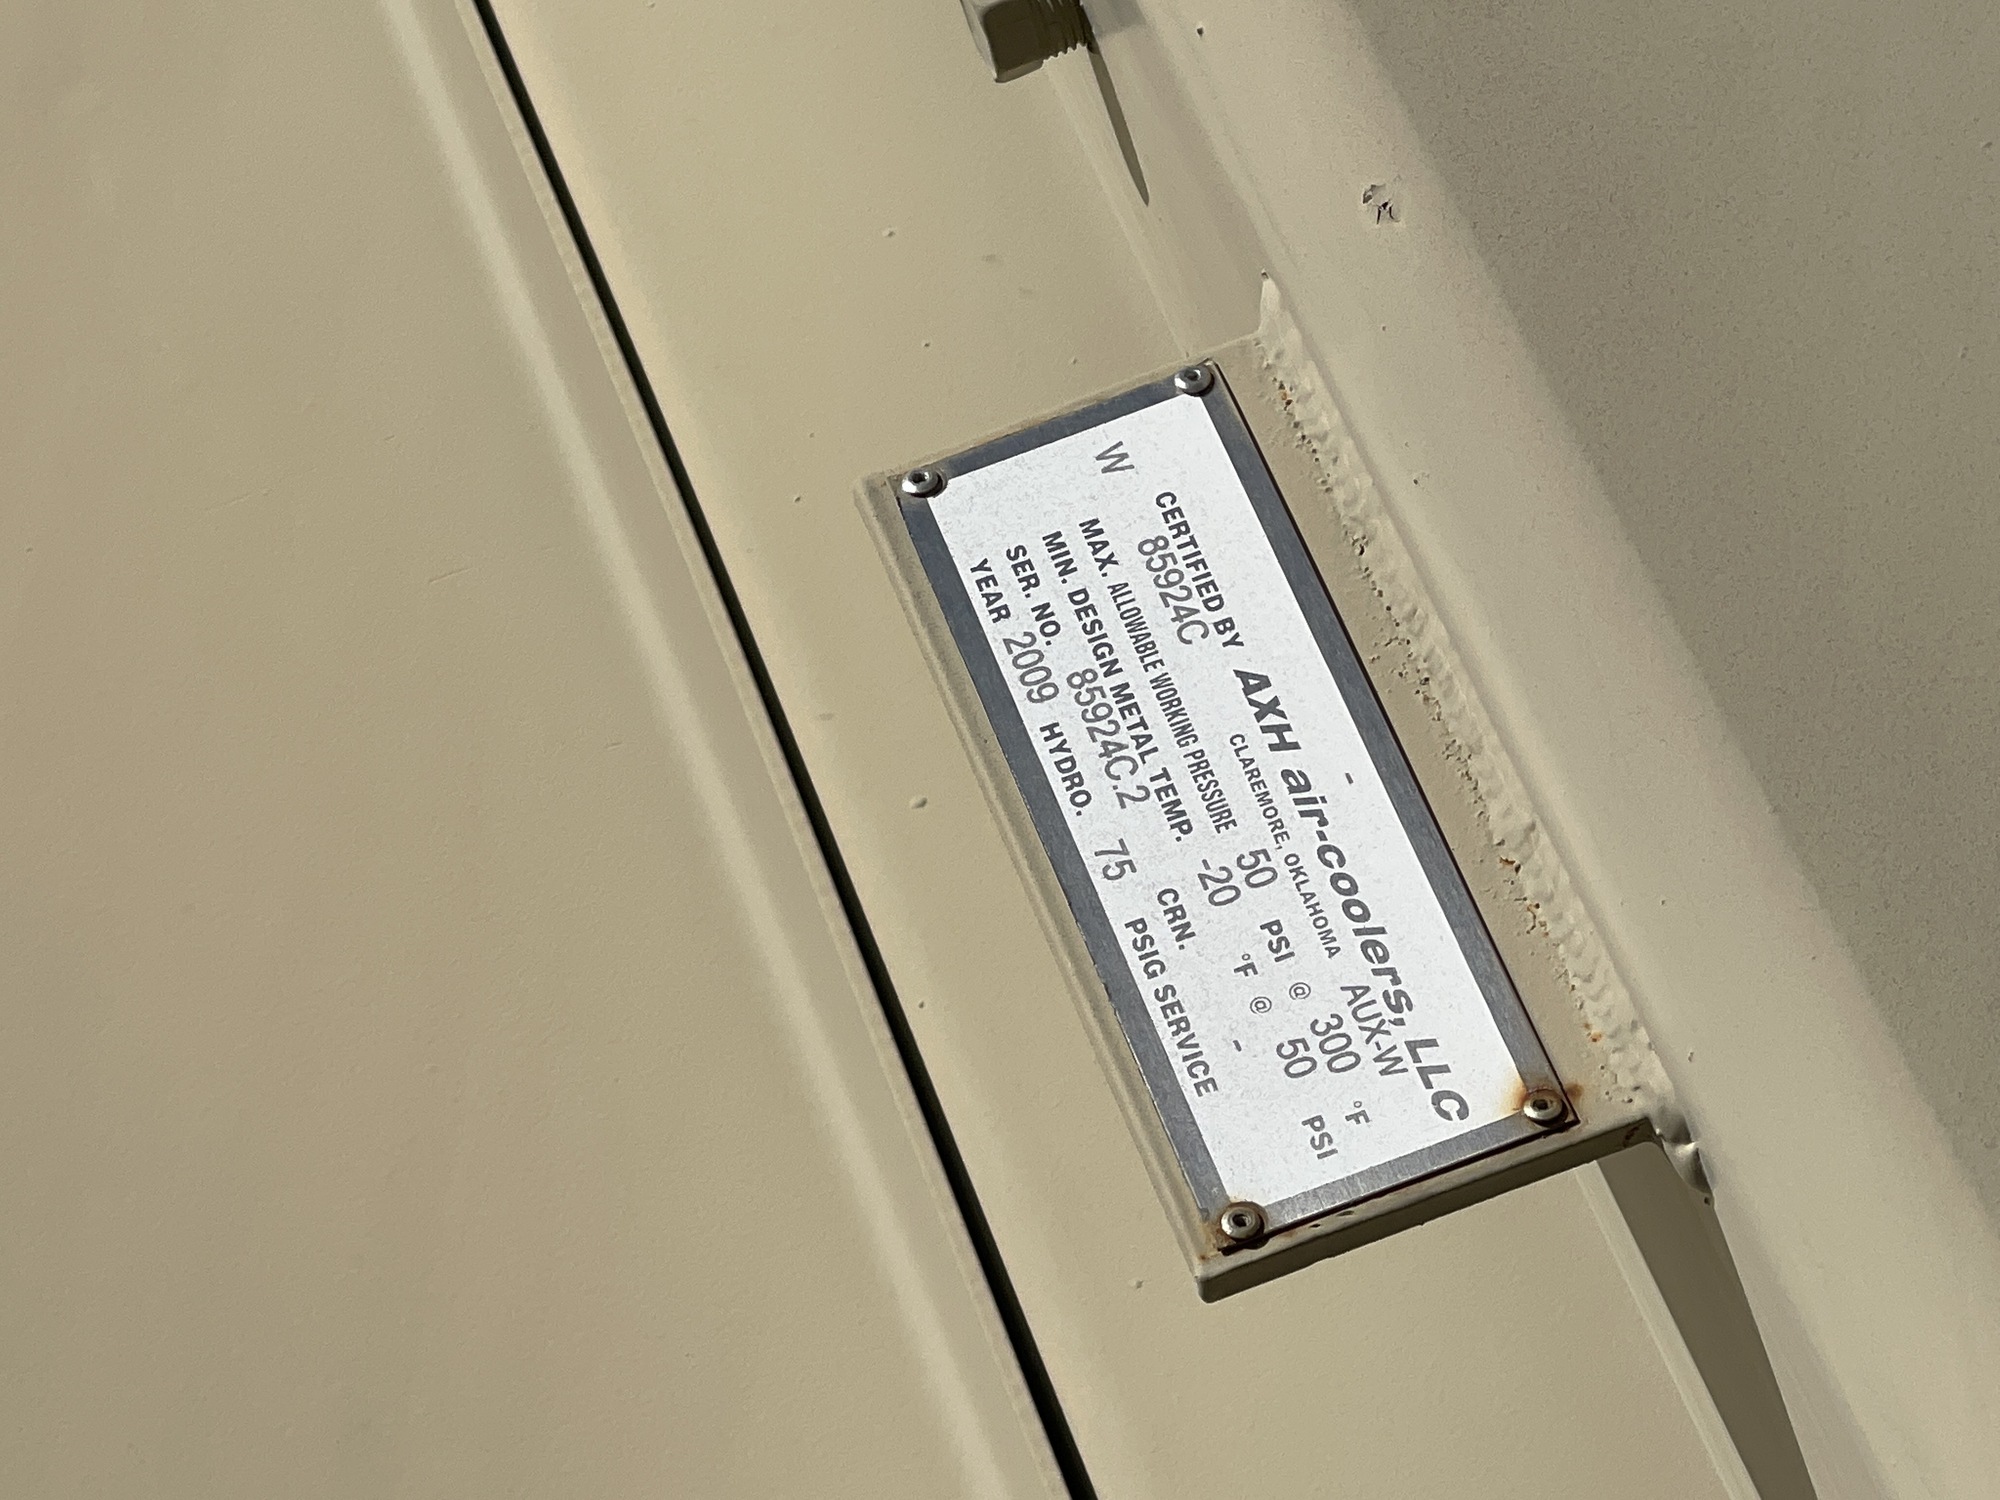 -
CERTIFIED BY AXH air-coolers, LLC
CLAREMORE, OKLAHOMA
85924C AUX-W
W
MAX. ALLOWABLE WORKING PRESSURE 50 PSI @ 300 °F
MIN. DESIGN METAL TEMP. -20 °F @ 50 PSI
SER. NO. 85924C.2 CRN. -
YEAR 2009 HYDRO. 75 PSIG SERVICE